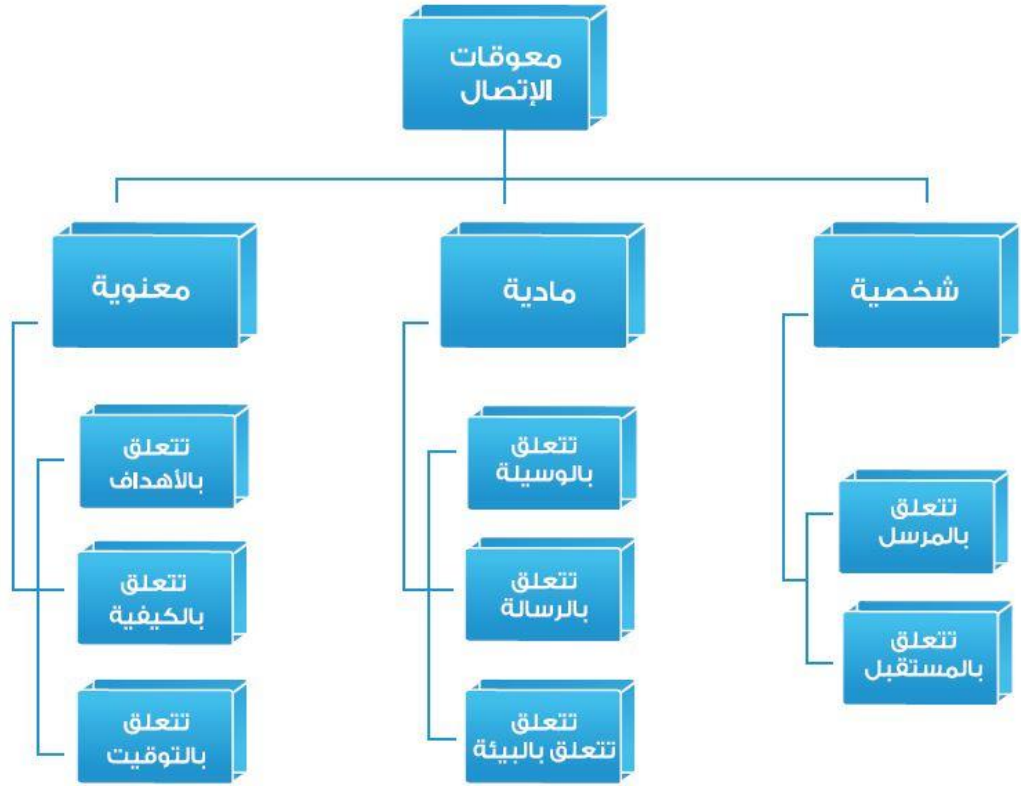 معوقات
الإتصال
شخصية
مادية
معنوية
تتعلق
بالمرسل
تتعلق
بالمستقبل
تتعلق
بالوسيلة
تتعلق
بالرسالة
تتعلق
تتعلق بالبيئة
تتعلق
بالأهداف
تتعلق
بالكيفية
تتعلق
بالتوقيت